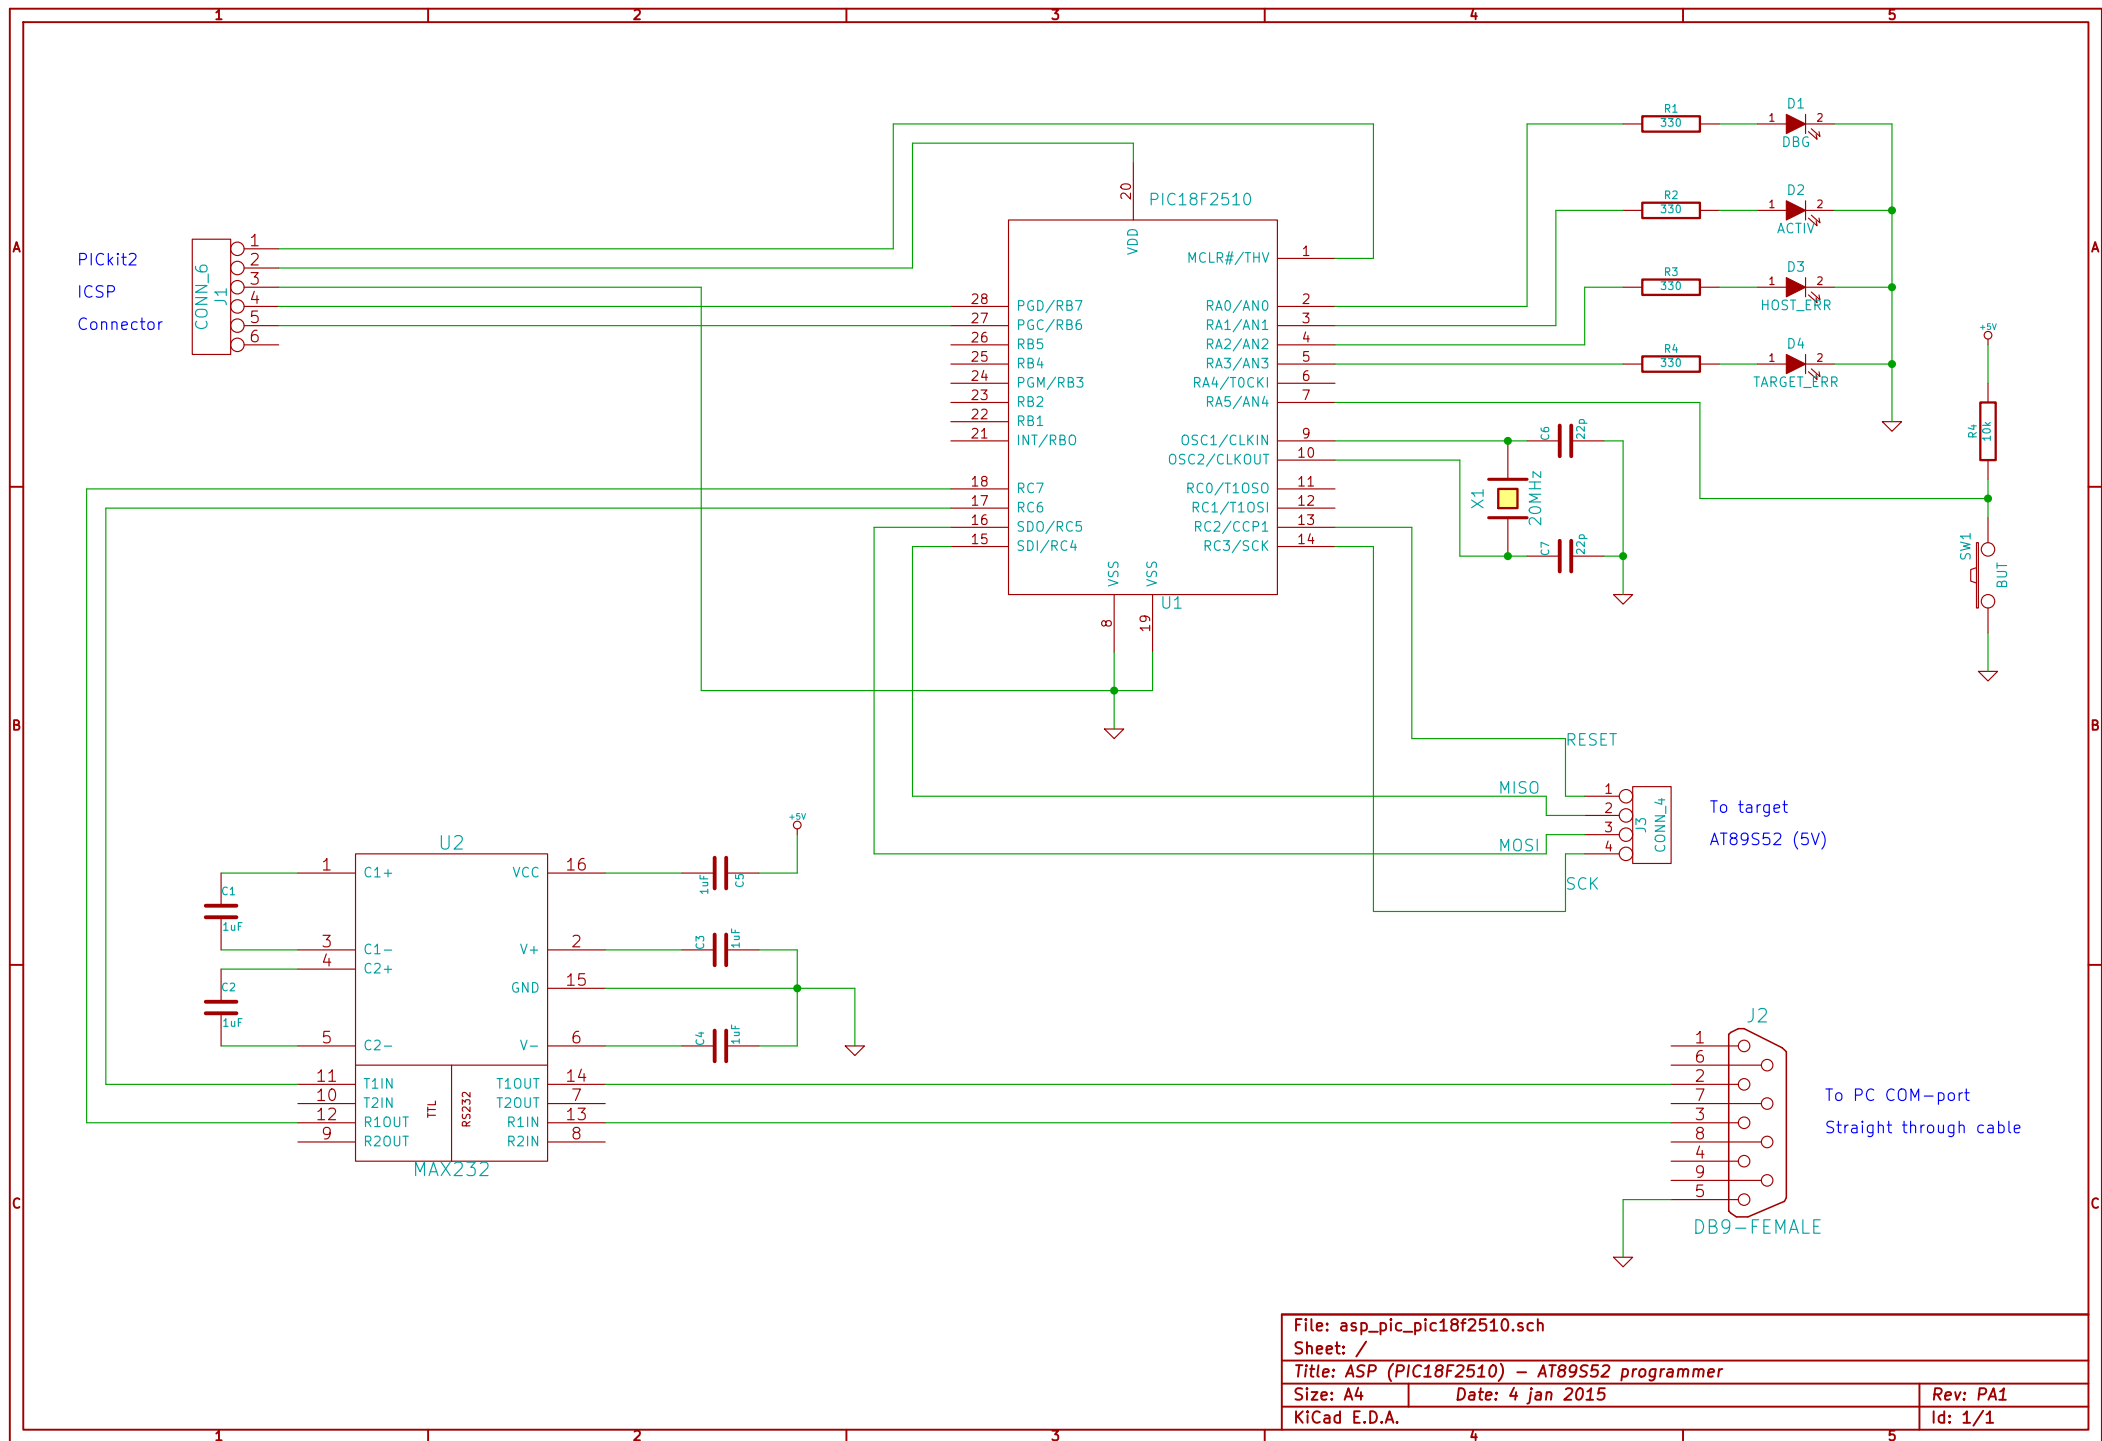 1 2 3 4 5
A
B
C
A
B
C
1 2 3 4 5
PICkit2
ICSP
Connector
CONN_6
J1
1
2
3
4
5
6
PIC18F2510
U1
20
VDD
MCLR#/THV 1
28 PGD/RB7
27 PGC/RB6
26 RB5
25 RB4
24 PGM/RB3
23 RB2
22 RB1
21 INT/RB0
18 RC7
17 RC6
16 SDO/RC5
15 SDI/RC4
RA0/AN0 2
RA1/AN1 3
RA2/AN2 4
RA3/AN3 5
RA4/T0CKI 6
RA5/AN4 7
OSC1/CLKIN 9
OSC2/CLKOUT 10
RC0/T1OSO 11
RC1/T1OSI 12
RC2/CCP1 13
RC3/SCK 14
VSS VSS
8 19
R1
330
1 D1 2
DBG
R2
330
1 D2 2
ACTIV
R3
330
1 D3 2
HOST_ERR
R4
330
1 D4 2
TARGET_ERR
+5V
R4
10k
SW1
BUT
C6
22p
X1
20MHz
C7
22p
RESET
MISO
MOSI
SCK
1
2
3
4
J3
CONN_4
To target
AT89S52 (5V)
U2
1 C1+
3 C1-
4 C2+
5 C2-
11 T1IN
10 T2IN
12 R1OUT
9 R2OUT
VCC 16
V+ 2
GND 15
V- 6
T1OUT 14
T2OUT 7
R1IN 13
R2IN 8
TTL
RS232
MAX232
C1
1uF
C2
1uF
+5V
1uF
C5
C3
1uF
C4
1uF
J2
1
6
2
7
3
8
4
9
5
DB9-FEMALE
To PC COM-port
Straight through cable
File: asp_pic_pic18f2510.sch
Sheet: /
Title: ASP (PIC18F2510) - AT89S52 programmer
Size: A4 Date: 4 jan 2015 Rev: PA1
KiCad E.D.A. Id: 1/1